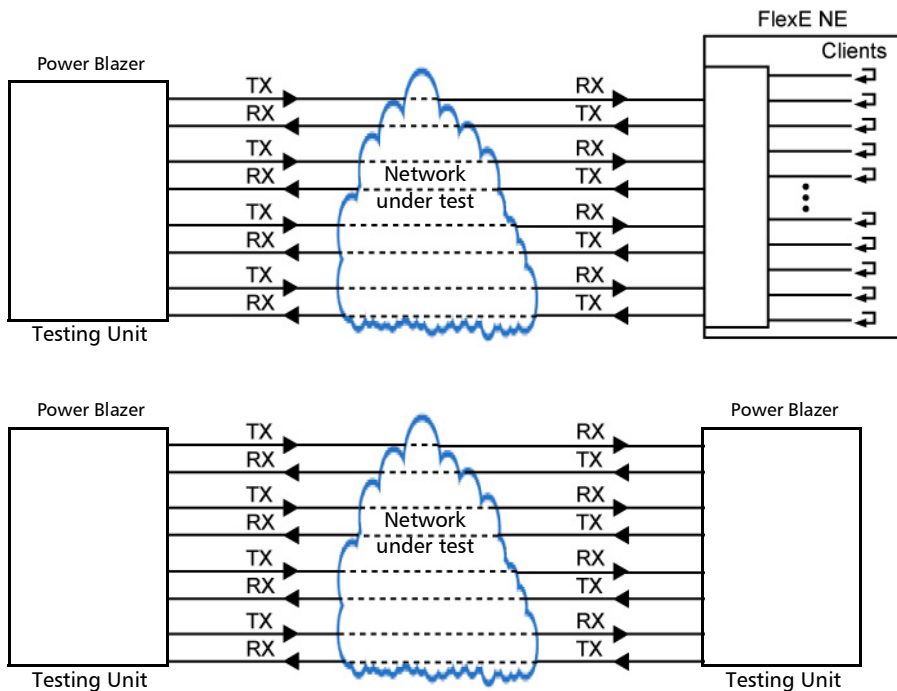 FlexE NE
Power Blazer
Clients
TX
RX
RX
TX
TX
RX
RX
TX
Network
under test
TX
RX
RX
TX
TX
RX
RX
TX
Testing Unit
Power Blazer
Power Blazer
TX
RX
RX
TX
TX
RX
RX
TX
Network
under test
TX
RX
RX
TX
TX
RX
RX
TX
Testing Unit
Testing Unit